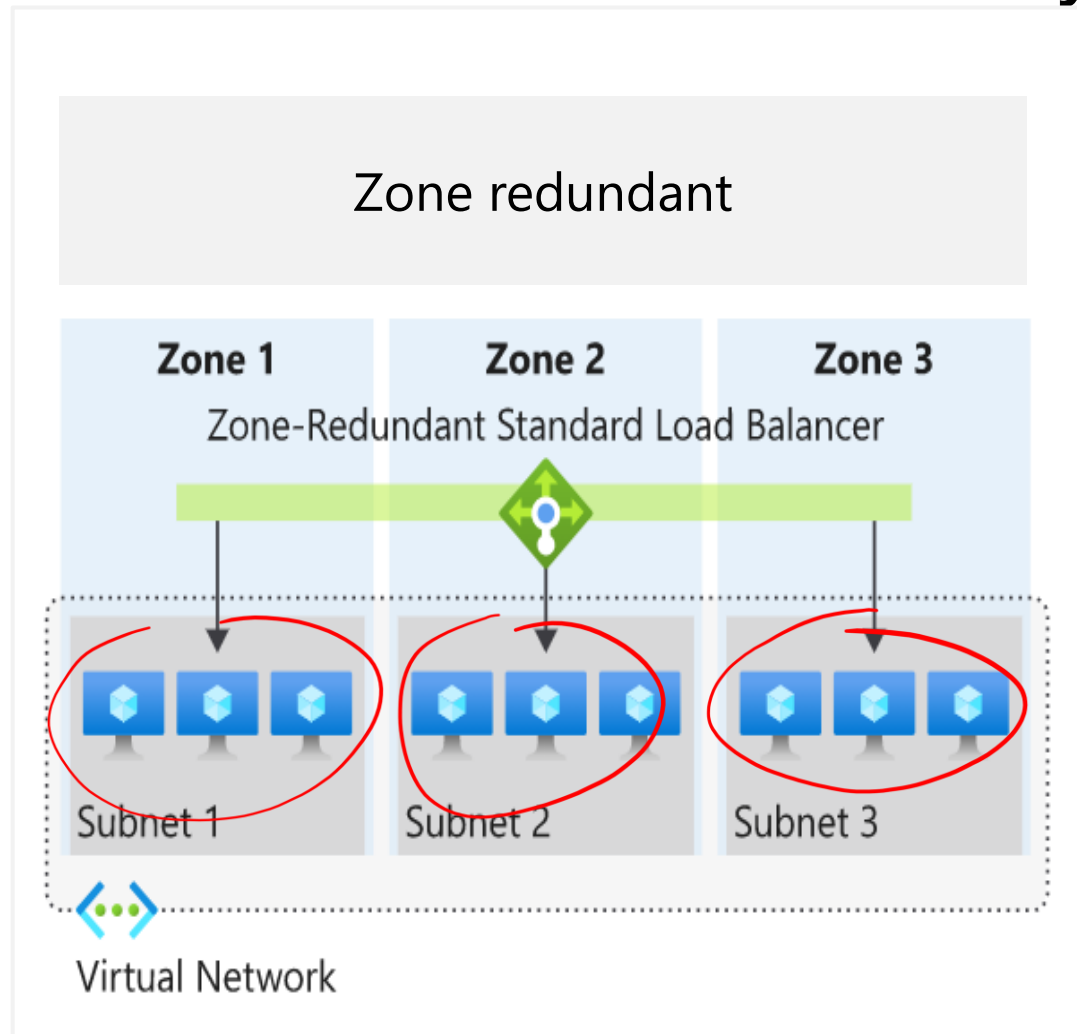 Zone redundant
Zone 1
Zone 2
Zone 3
Zone-Redundant Standard Load Balancer
Subnet 1
Subnet 2
Subnet 3
Virtual Network